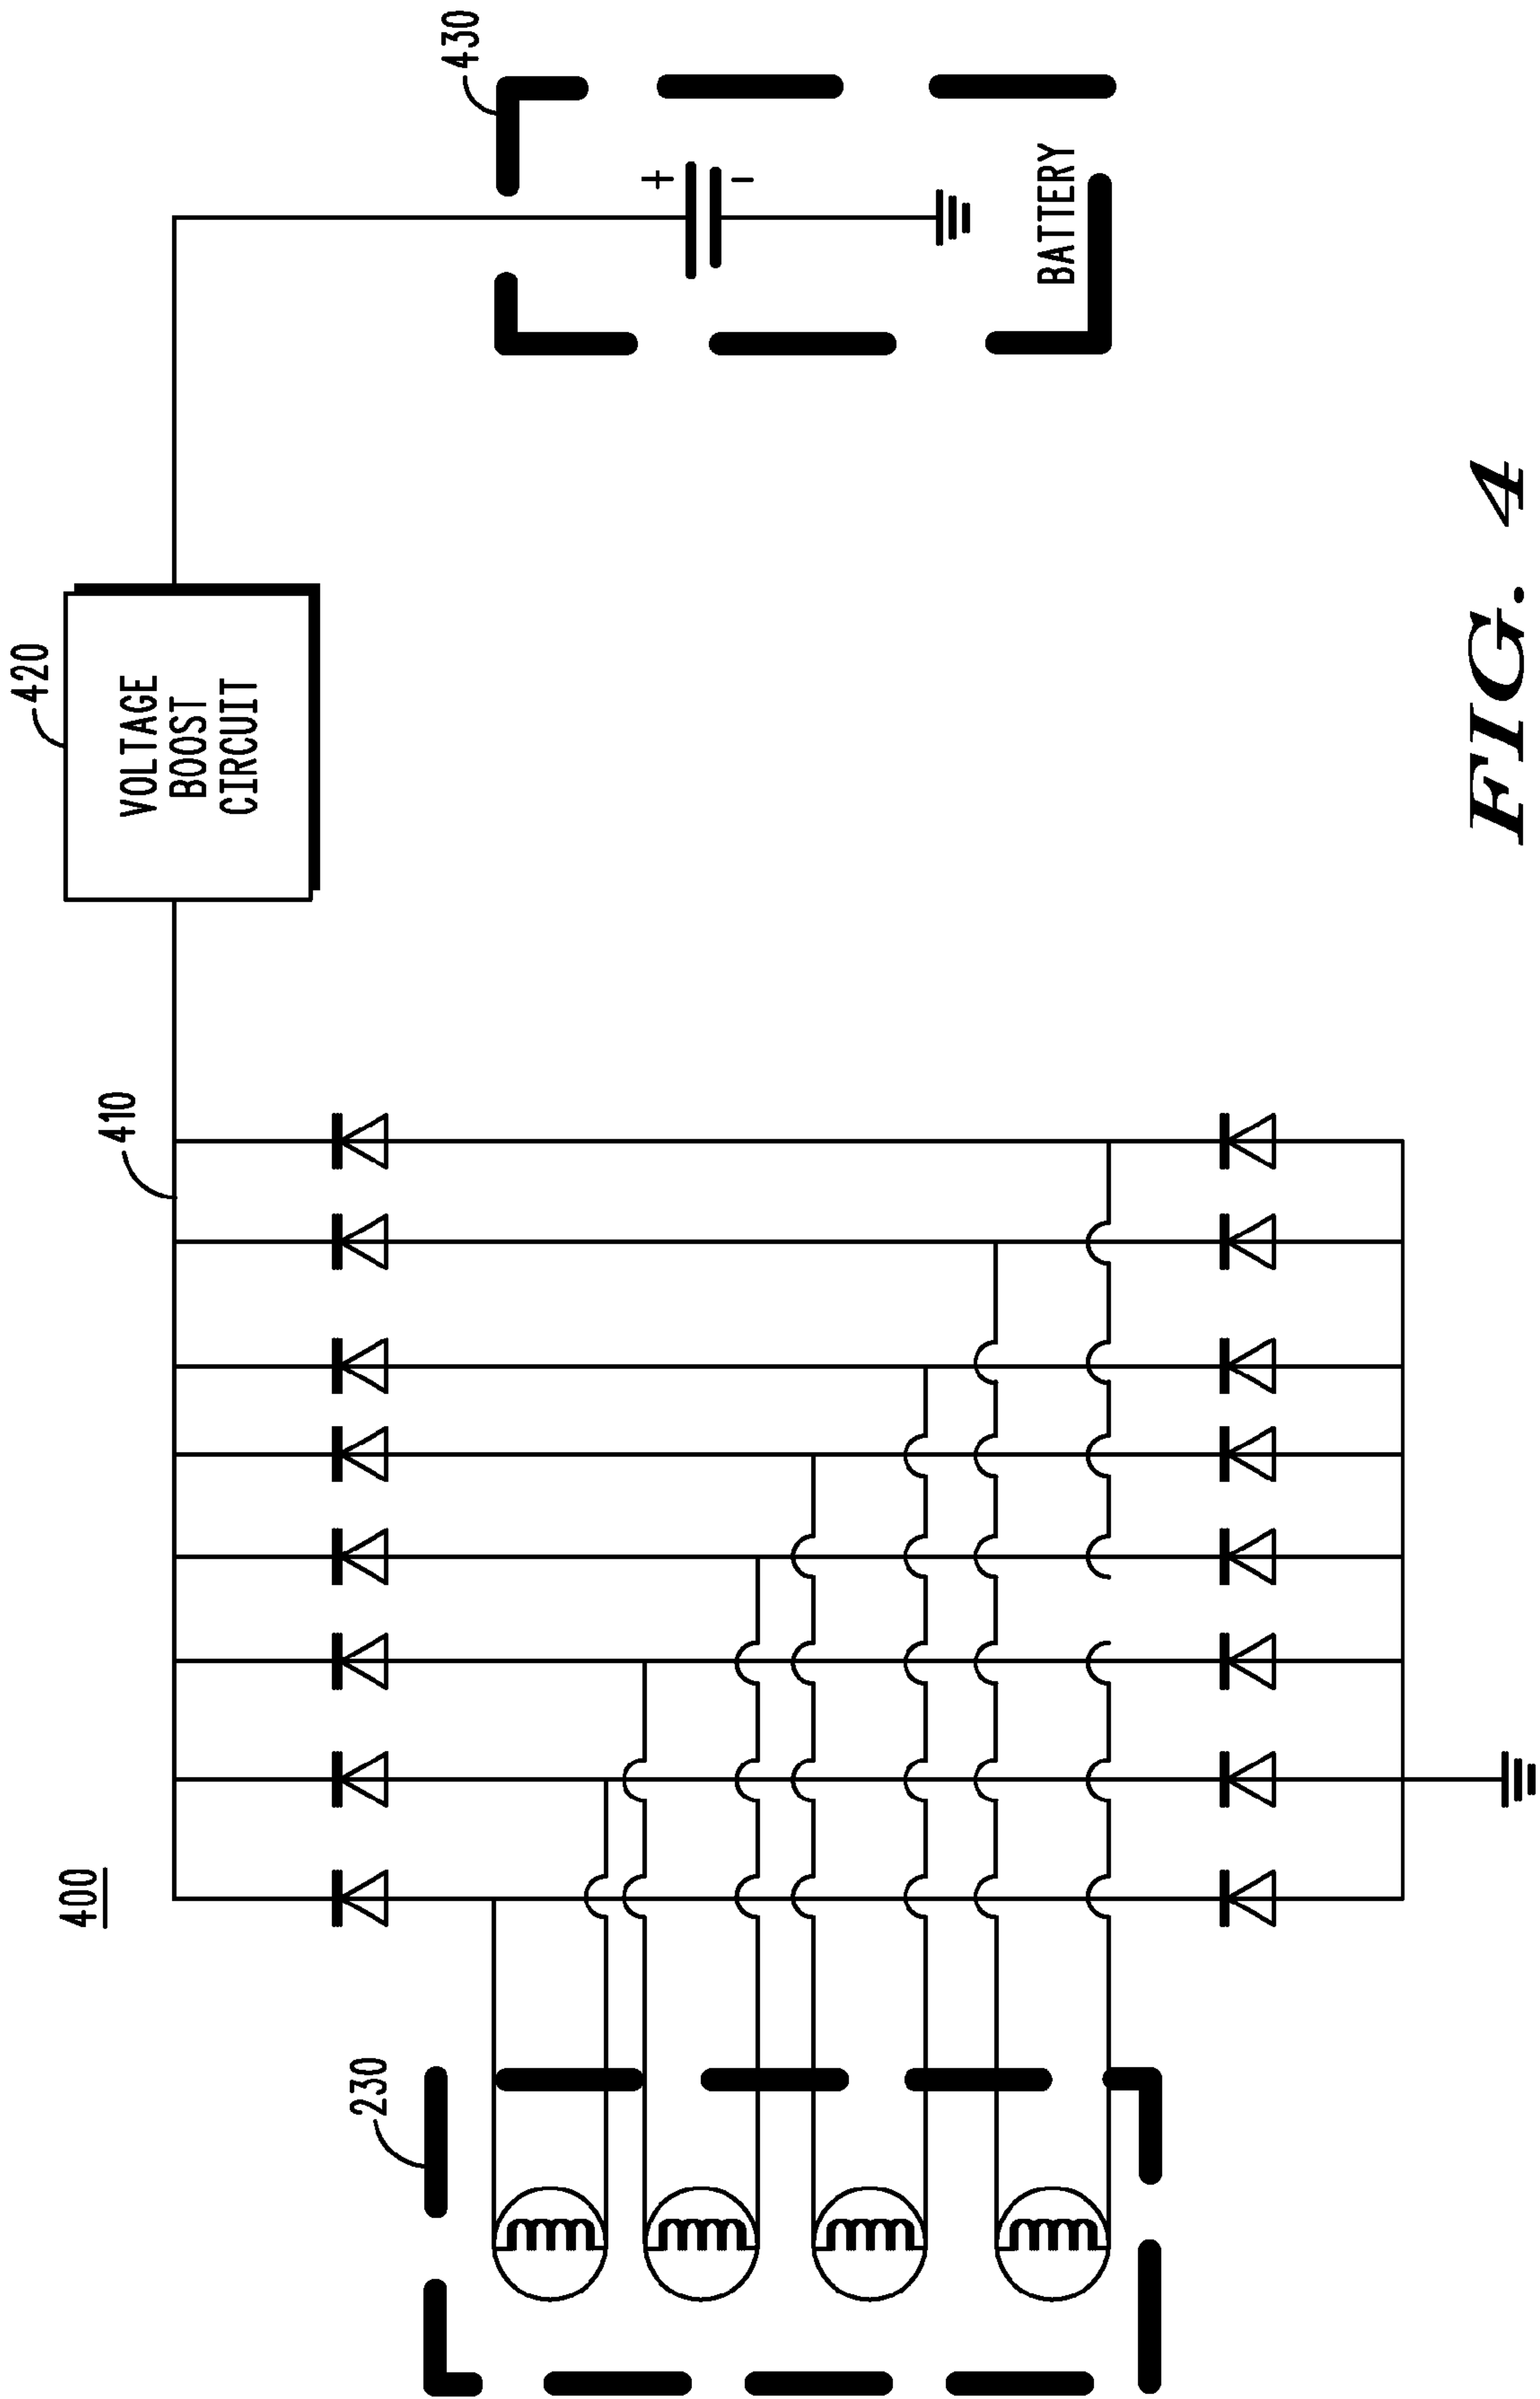 400
230
410
420
VOLTAGE
BOOST
CIRCUIT
430
+
-
BATTERY
FIG. 4